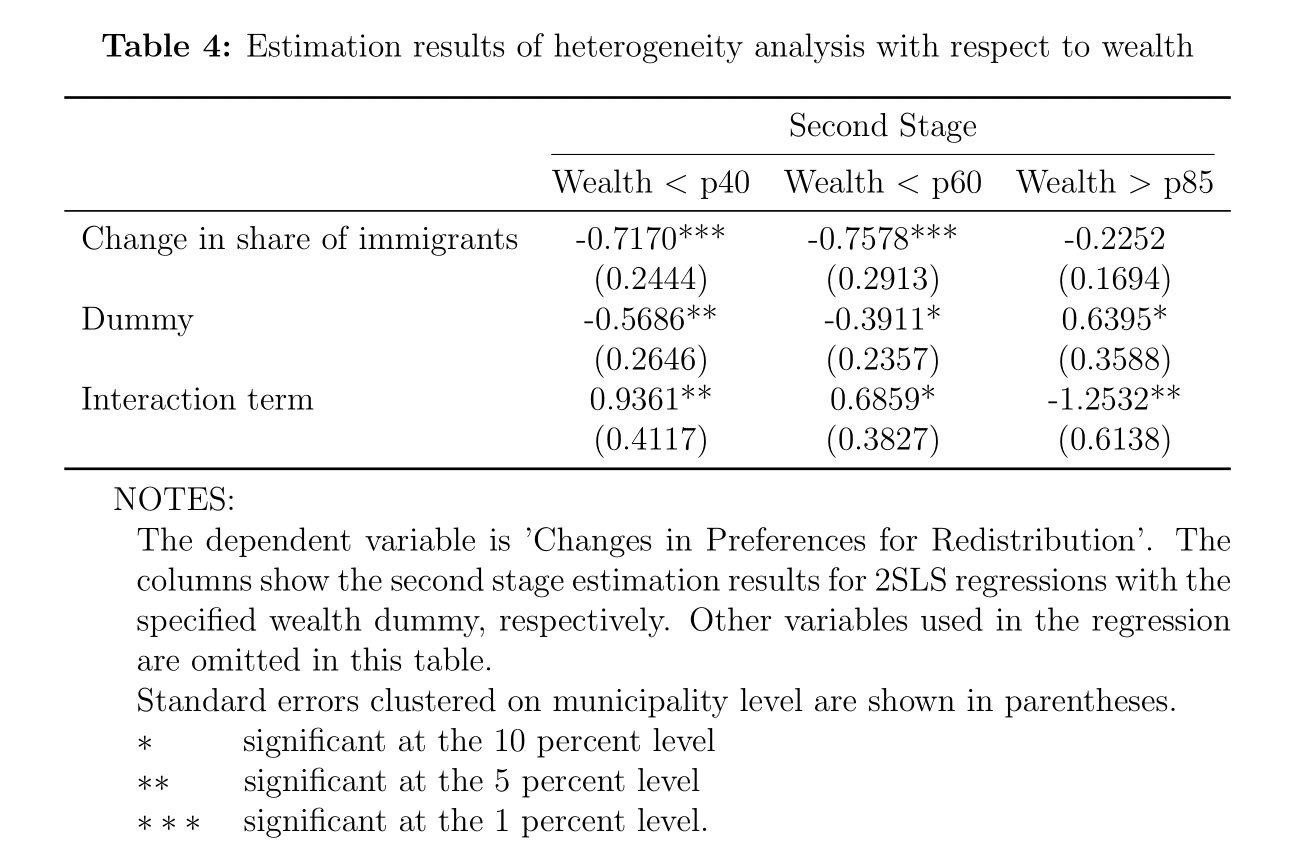 Table 4: Estimation results of heterogeneity analysis with respect to wealth
Second Stage
Wealth < p40 Wealth < p60 Wealth > p85
Change in share of immigrants -0.7170*** -0.7578*** -0.2252
(0.2444) (0.2913) (0.1694)
Dummy -0.5686** -0.3911* 0.6395*
(0.2646) (0.2357) (0.3588)
Interaction term 0.9361** 0.6859* -1.2532**
(0.4117) (0.3827) (0.6138)
NOTES:
The dependent variable is ’Changes in Preferences for Redistribution’. The
columns show the second stage estimation results for 2SLS regressions with the
specified wealth dummy, respectively. Other variables used in the regression
are omitted in this table.
Standard errors clustered on municipality level are shown in parentheses.
∗ significant at the 10 percent level
∗∗ significant at the 5 percent level
∗ ∗ ∗ significant at the 1 percent level.